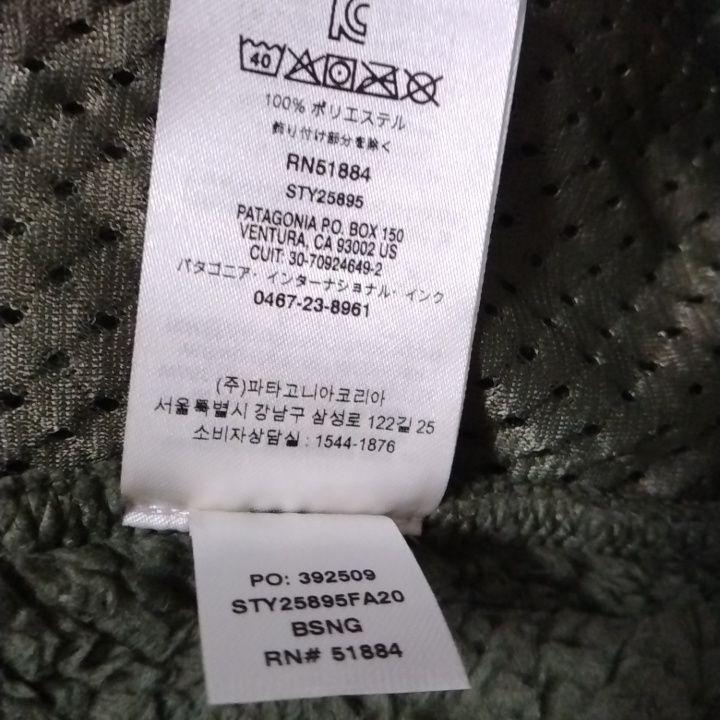 40
100% ポリエステル
飾り付け部分を除く
RN51884
STY25895
PATAGONIA PO. BOX 150
VENTURA, CA 93002 US
CUIT: 30-70924649-2
パタゴニア・インターナショナル・インク
0467-23-8961
(주)파타고니아코리아
서울특별시 강남구 삼성로 122길 25
소비자상담실 : 1544-1876
PO: 392509
STY25895FA20
BSNG
RN# 51884